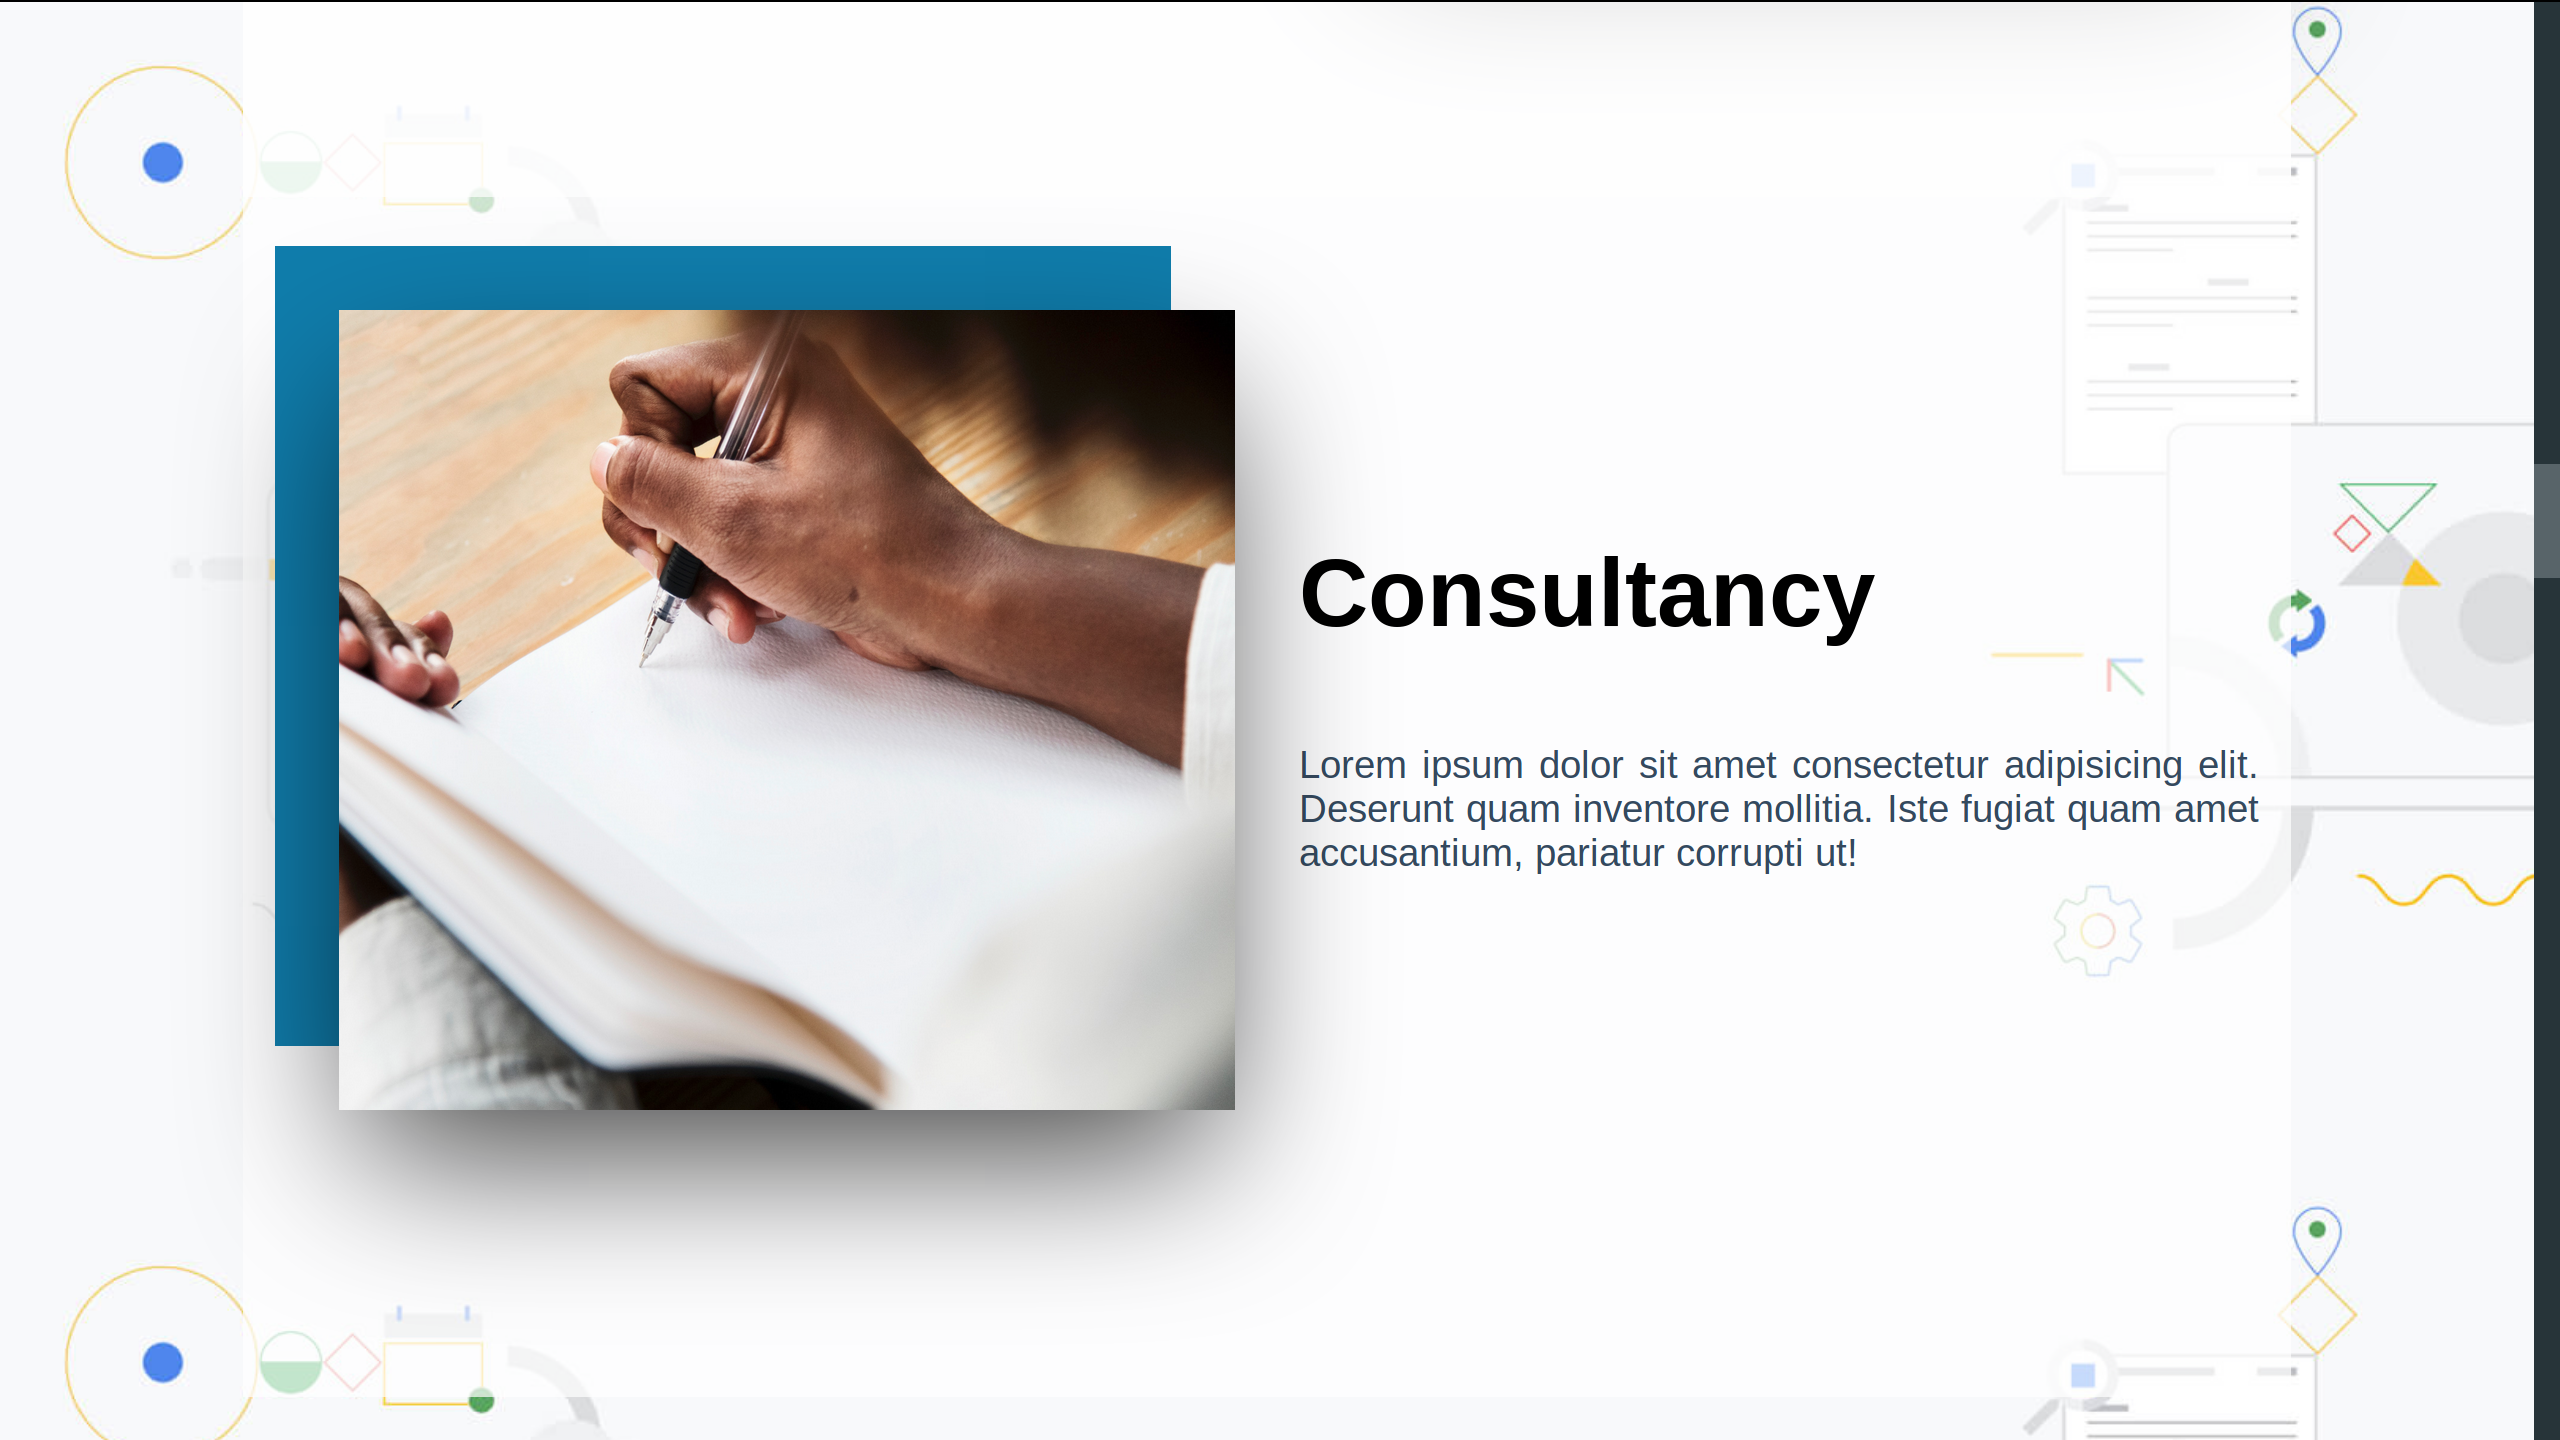 Consultancy
Lorem ipsum dolor sit amet consectetur adipisicing elit.
Deserunt quam inventore mollitia. Iste fugiat quam amet
accusantium, pariatur corrupti ut!